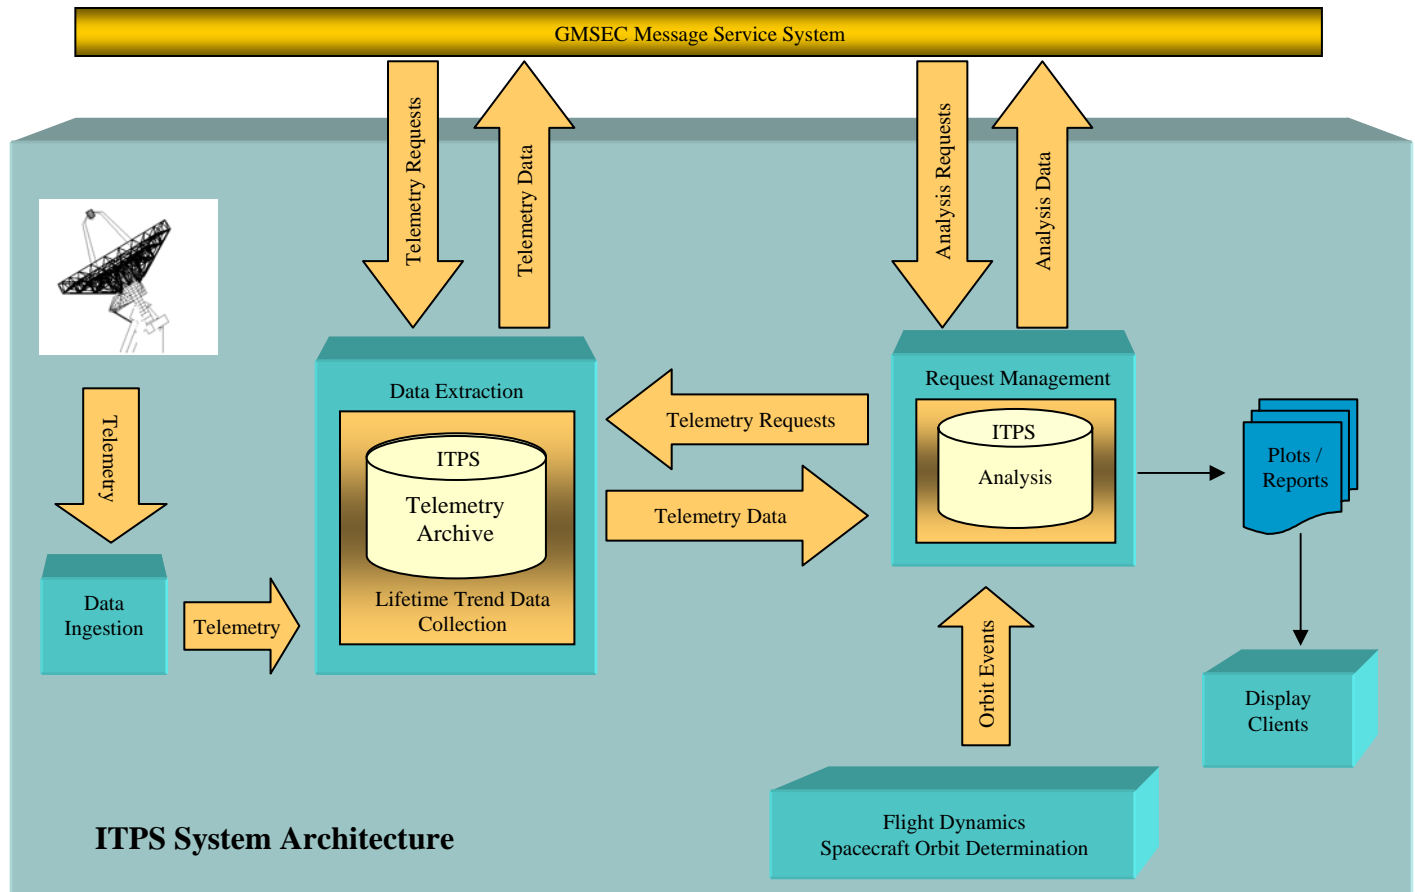 GMSEC Message Service System
Telemetry Requests
Telemetry Data
Analysis Requests
Analysis Data
Telemetry
Data
Ingestion
Telemetry
Data Extraction
ITPS
Telemetry
Archive
Lifetime Trend Data
Collection
Telemetry Requests
Telemetry Data
Request Management
ITPS
Analysis
Plots /
Reports
Orbit Events
Display
Clients
Flight Dynamics
Spacecraft Orbit Determination
ITPS System Architecture